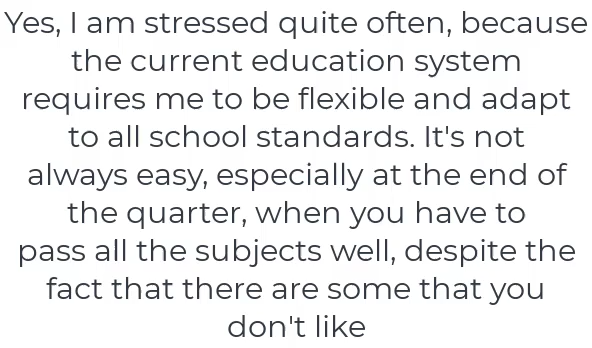 Yes, I am stressed quite often, because
the current education system
requires me to be flexible and adapt
to all school standards. It's not
always easy, especially at the end of
the quarter, when you have to
pass all the subjects well, despite the
fact that there are some that you
don't like